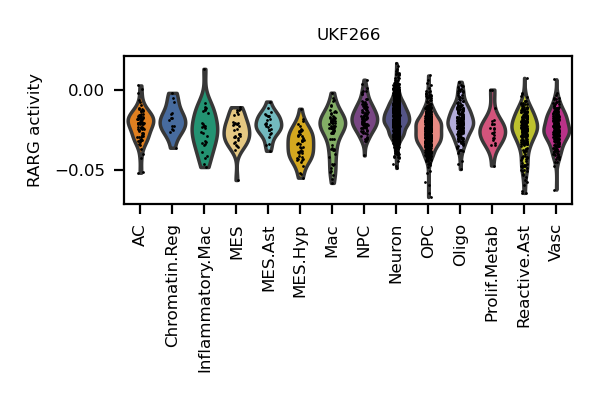 UKF266
RARG activity
0.00
−0.05
AC
Chromatin.Reg
Inflammatory.Mac
MES
MES.Ast
MES.Hyp
Mac
NPC
Neuron
OPC
Oligo
Prolif.Metab
Reactive.Ast
Vasc